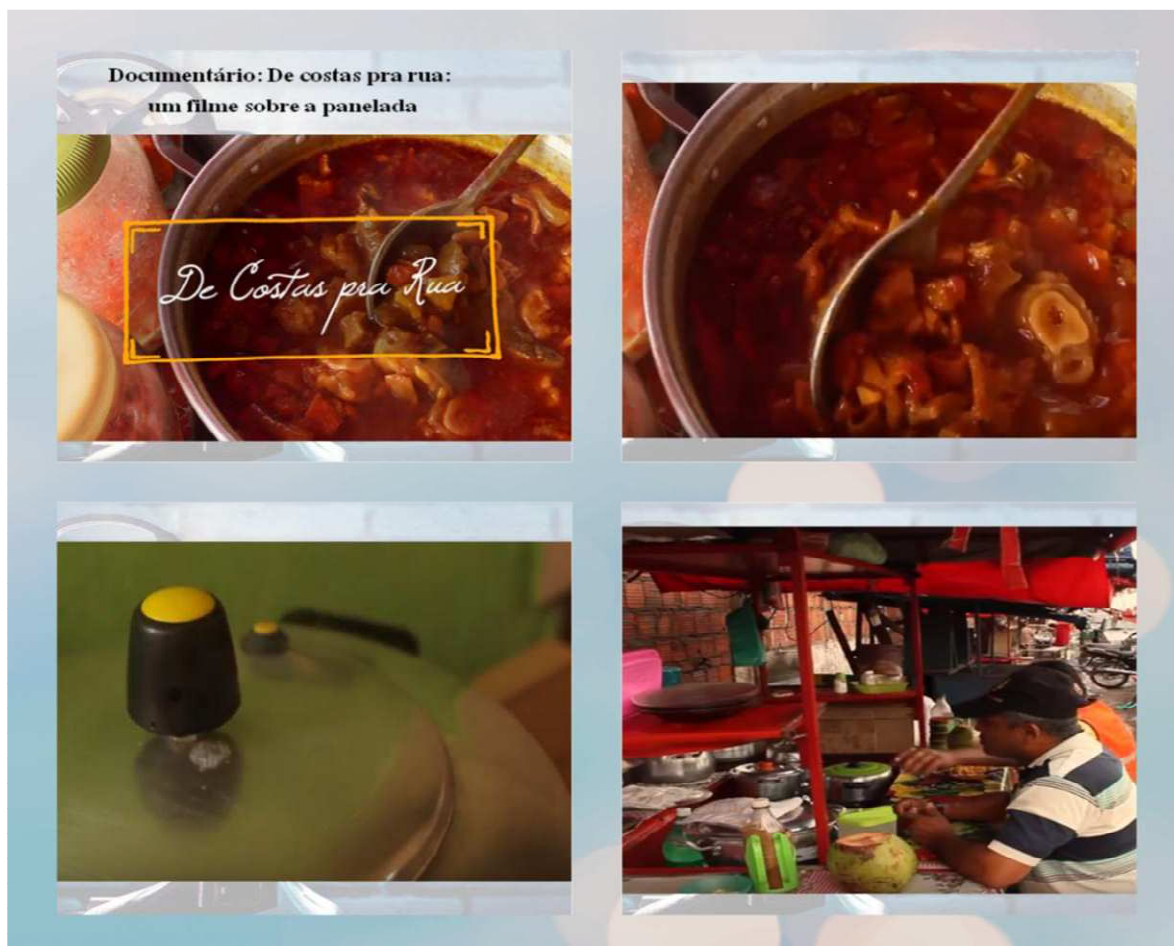 Documentário: De costas pra rua:
um filme sobre a panelada
De Costas pra Rua